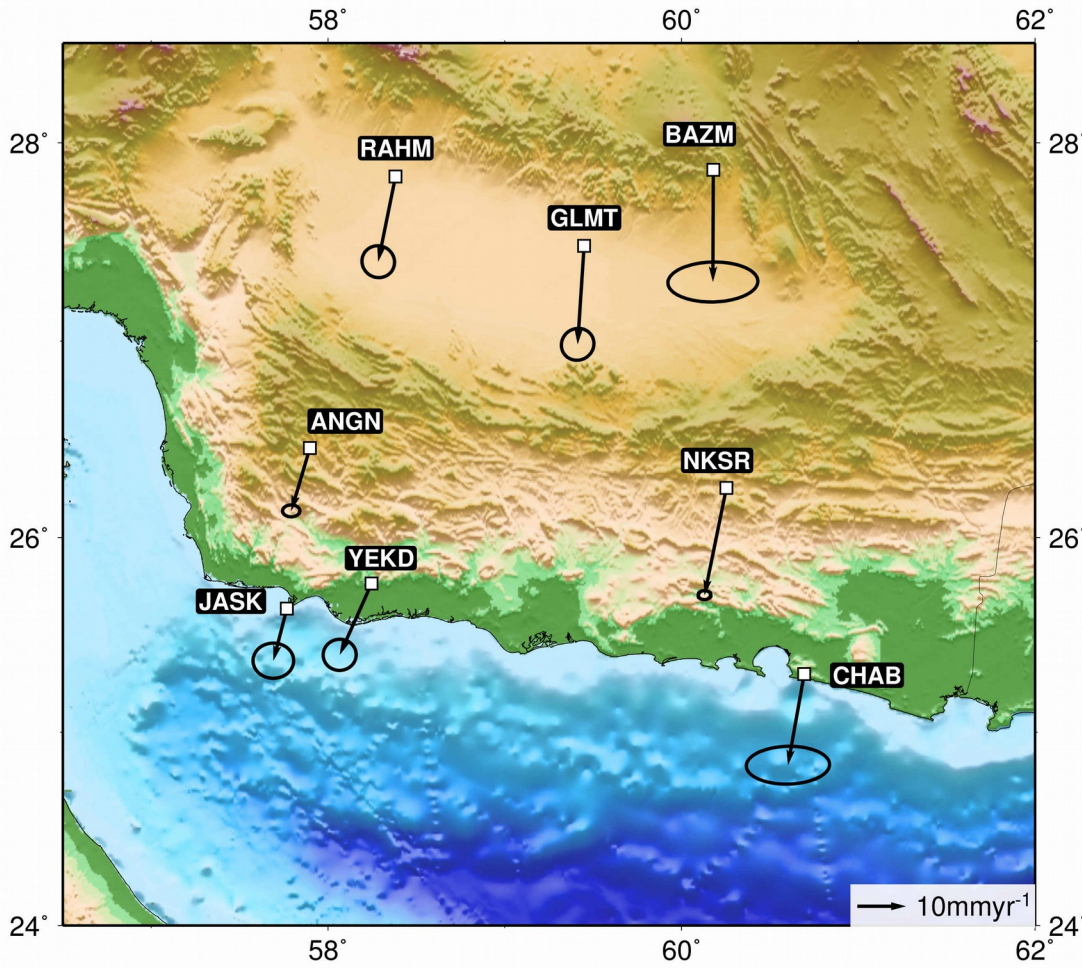 58° 60° 62°
28° 28°
BAZM
RAHM
GLMT
ANGN
NKSR
26° 26°
YEKD
JASK
CHAB
10mmyr-1
24° 24°
58° 60° 62°